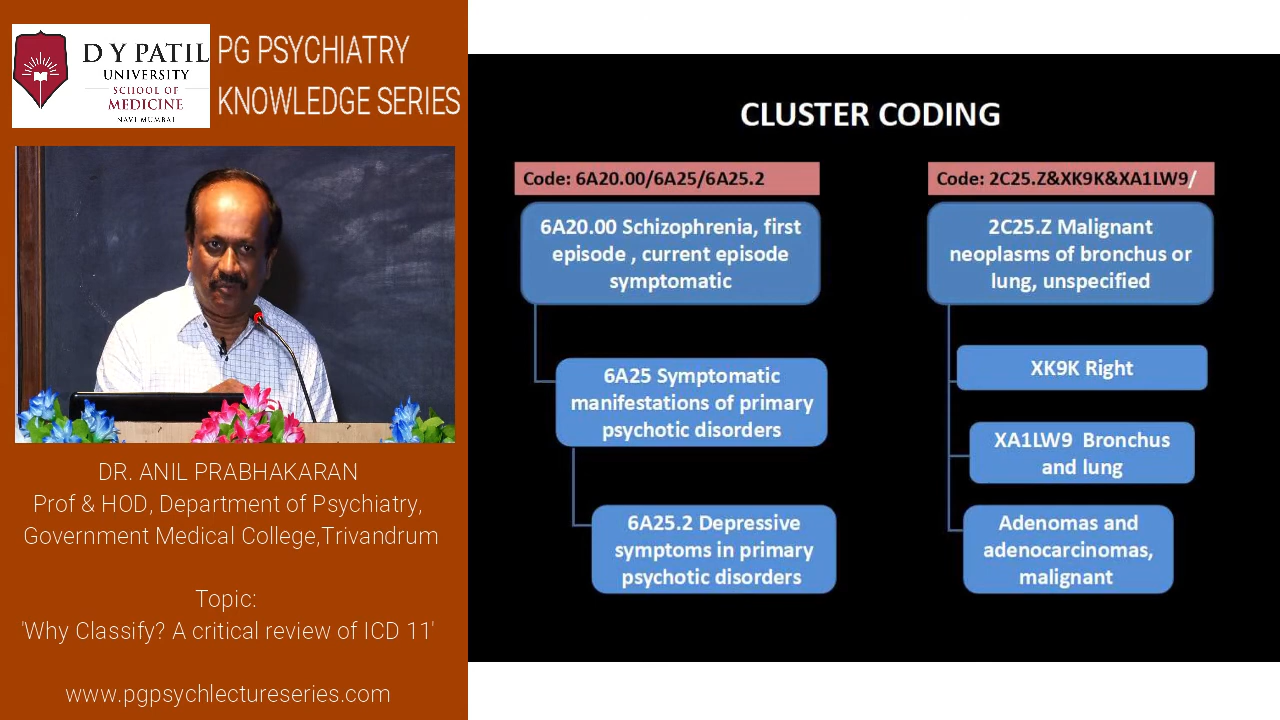 D Y PATIL
UNIVERSITY
SCHOOL OF
MEDICINE
NAVI MUMBAI
PG PSYCHIATRY
KNOWLEDGE SERIES
DR. ANIL PRABHAKARAN
Prof & HOD, Department of Psychiatry,
Government Medical College,Trivandrum
Topic:
'Why Classify? A critical review of ICD 11'
www.pgpsychlectureseries.com
CLUSTER CODING
Code: 6A20.00/6A25/6A25.2
6A20.00 Schizophrenia, first
episode , current episode
symptomatic
6A25 Symptomatic
manifestations of primary
psychotic disorders
6A25.2 Depressive
symptoms in primary
psychotic disorders
Code: 2C25.Z&XK9K&XA1LW9/
2C25.Z Malignant
neoplasms of bronchus or
lung, unspecified
XK9K Right
XA1LW9 Bronchus
and lung
Adenomas and
adenocarcinomas,
malignant